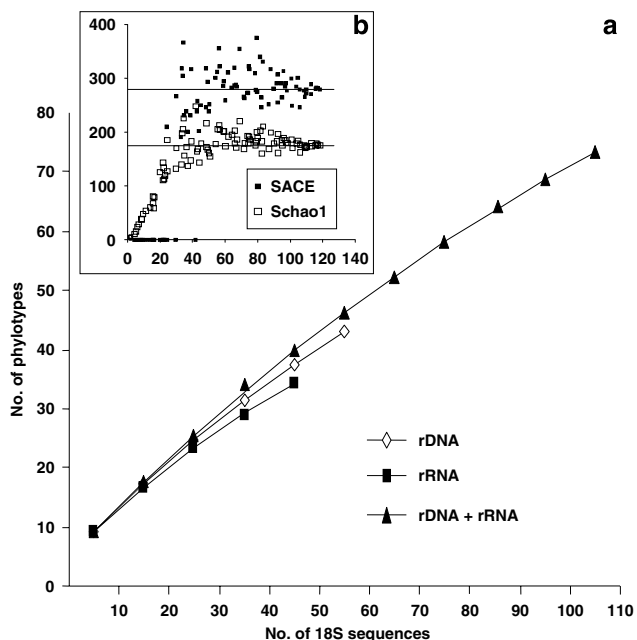 a
b
400
300
200
100
0
0 20 40 60 80 100 120 140
SACE
Schao1
80
70
60
50
40
30
20
10
0
No. of phylotypes
rDNA
rRNA
rDNA + rRNA
10 20 30 40 50 60 70 80 90 100 110
No. of 18S sequences